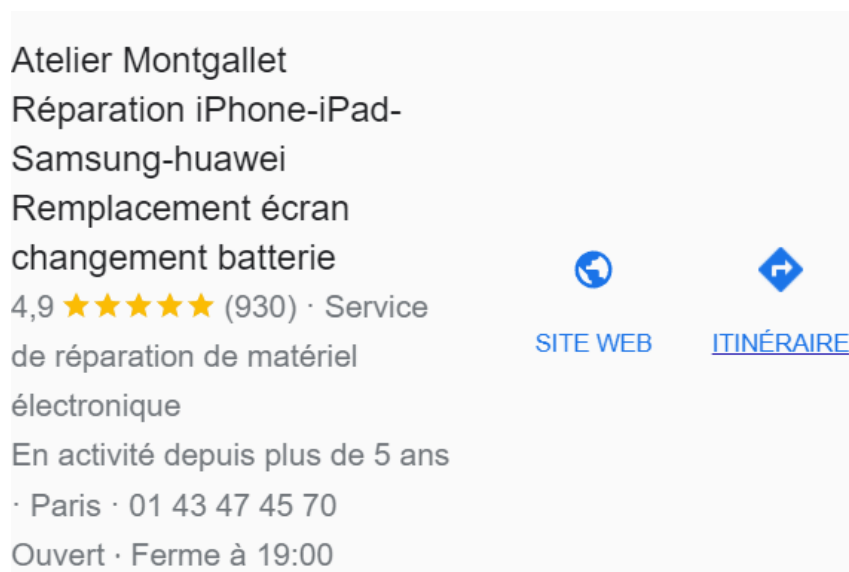 Atelier Montgallet
Réparation iPhone-iPad-
Samsung-huawei
Remplacement écran
changement batterie
4,9 ★★★★★ (930) · Service
de réparation de matériel
électronique
En activité depuis plus de 5 ans
· Paris · 01 43 47 45 70
Ouvert · Ferme à 19:00
SITE WEB
ITINÉRAIRE